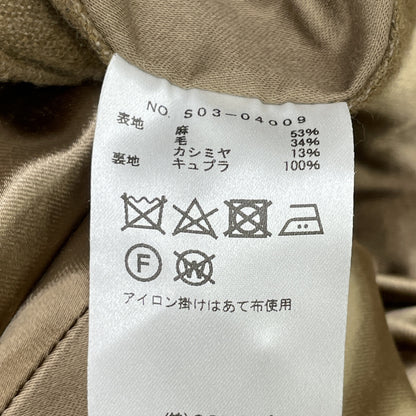 NO. S03-04009
表地 麻 53%
毛 34%
カシミヤ 13%
裏地 キュプラ 100%
F W
アイロン掛けはあて布使用